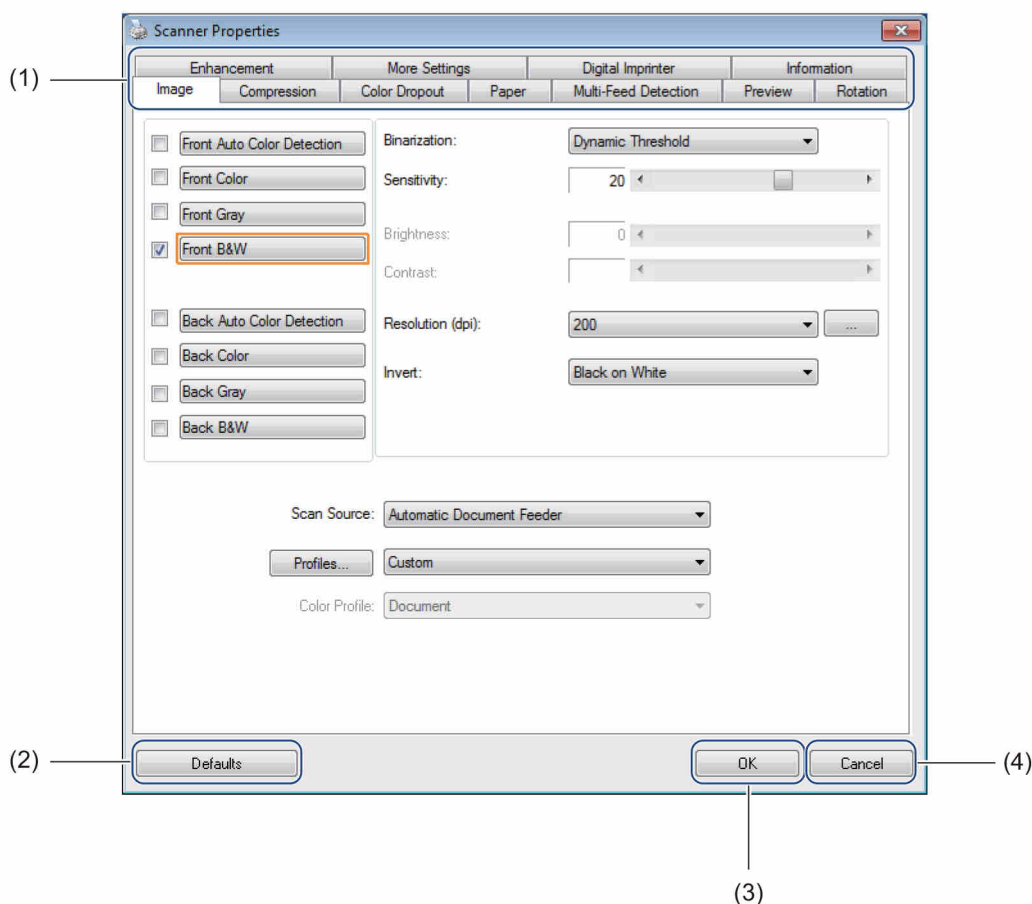 Scanner Properties
(1)
Enhancement More Settings Digital Imprinter Information
Image Compression Color Dropout Paper Multi-Feed Detection Preview Rotation
Front Auto Color Detection
Front Color
Front Gray
Front B&W
Back Auto Color Detection
Back Color
Back Gray
Back B&W
Binarization: Dynamic Threshold
Sensitivity: 20
Brightness: 0
Contrast:
Resolution (dpi): 200 ...
Invert: Black on White
Scan Source: Automatic Document Feeder
Profiles... Custom
Color Profile: Document
(2) Defaults OK Cancel (4)
(3)